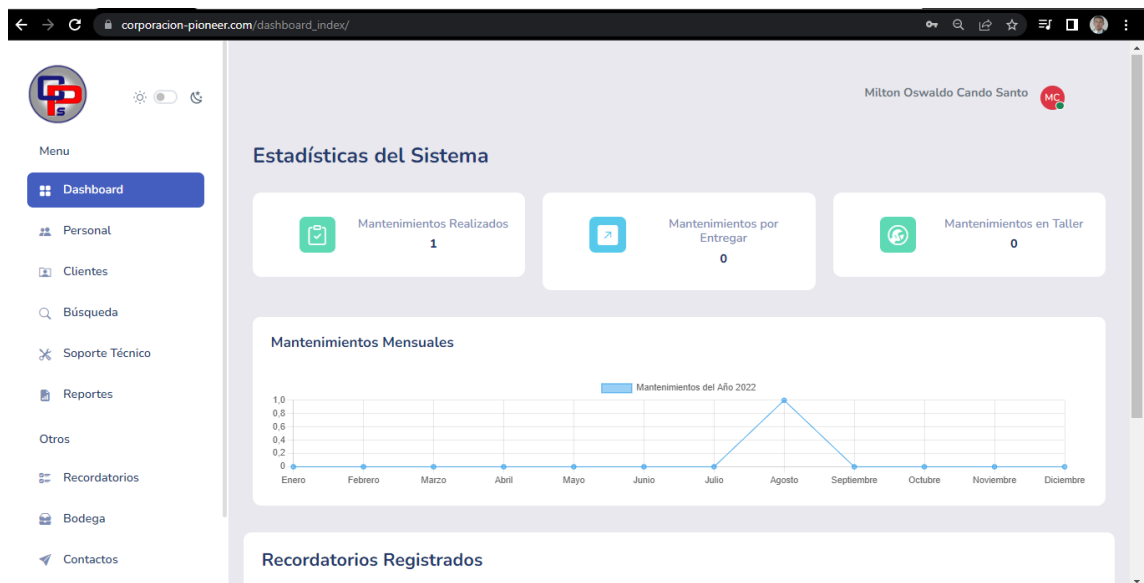 corporacion-pioneer.com/dashboard_index/
CPs
Milton Oswaldo Cando Santo
MC
Menu
Dashboard
Personal
Clientes
Búsqueda
Soporte Técnico
Reportes
Otros
Recordatorios
Bodega
Contactos
Estadísticas del Sistema
Mantenimientos Realizados
1
Mantenimientos por
Entregar
0
Mantenimientos en Taller
0
Mantenimientos Mensuales
Mantenimientos del Año 2022
1,0
0,8
0,6
0,4
0,2
0
Enero Febrero Marzo Abril Mayo Junio Julio Agosto Septiembre Octubre Noviembre Diciembre
Recordatorios Registrados